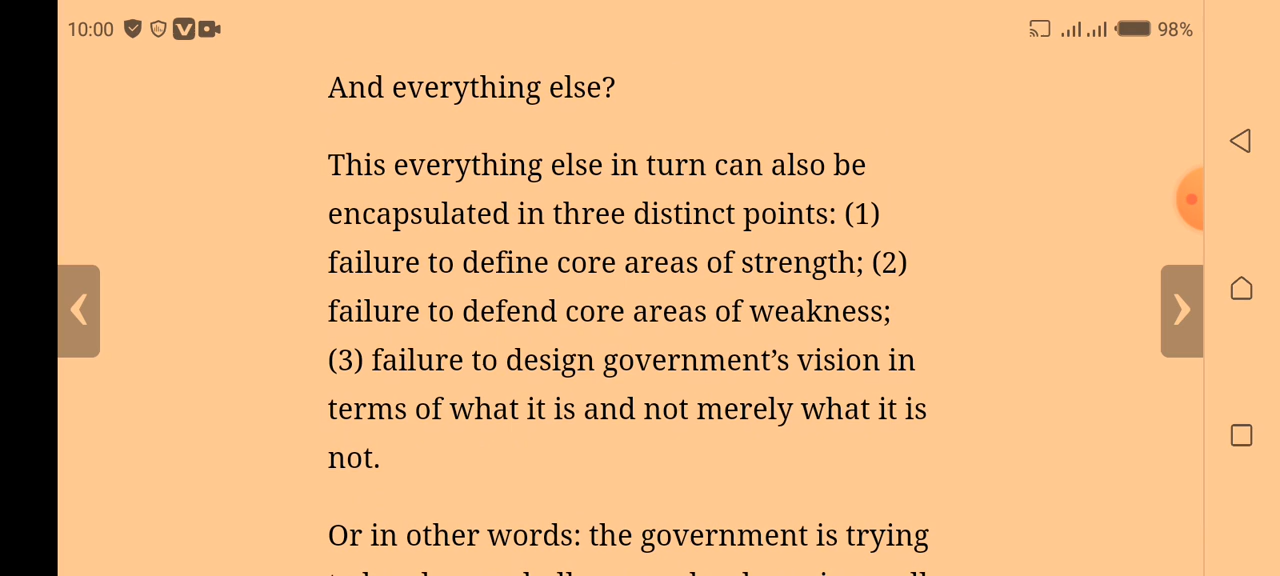 10:00
98%
And everything else?
This everything else in turn can also be
encapsulated in three distinct points: (1)
failure to define core areas of strength; (2)
failure to defend core areas of weakness;
(3) failure to design government’s vision in
terms of what it is and not merely what it is
not.
Or in other words: the government is trying